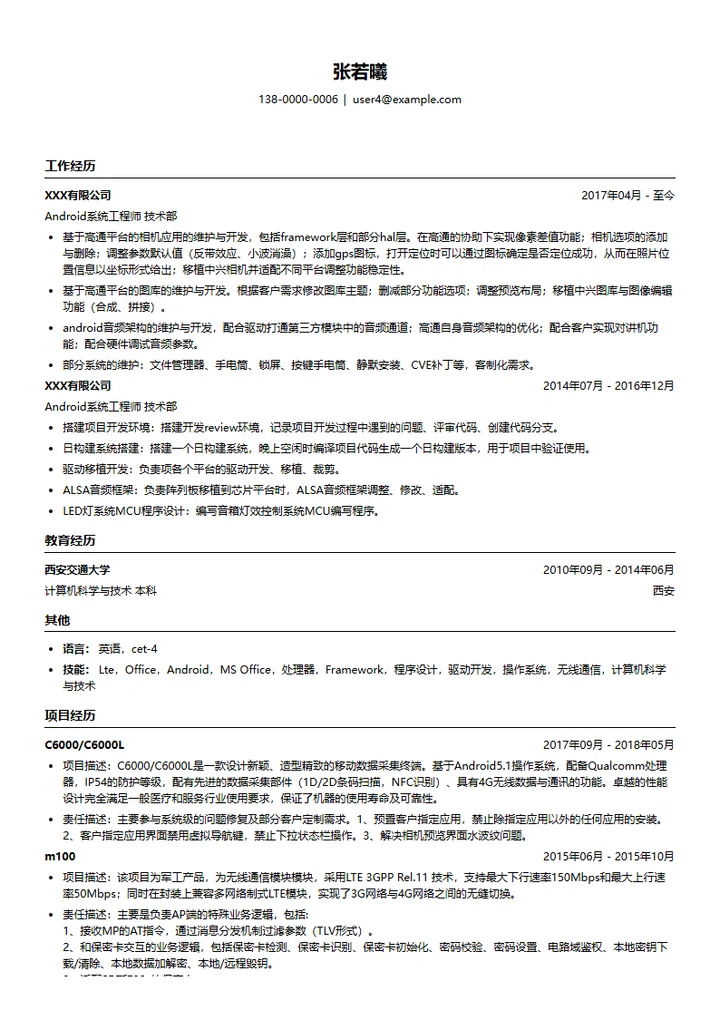 张若曦
138-0000-0006 | user4@example.com
工作经历
XXX有限公司 2017年04月 - 至今
Android系统工程师 技术部
• 基于高通平台的相机应用的维护与开发，包括framework层和部分hal层。在高通的协助下实现像素差值功能；相机选项的添加
与删除；调整参数默认值（反带效应、小波消澡）；添加gps图标，打开定位时可以通过图标确定是否定位成功，从而在照片位
置信息以坐标形式给出；移植中兴相机并适配不同平台调整功能稳定性。
• 基于高通平台的图库的维护与开发。根据客户需求修改图库主题；删减部分功能选项；调整预览布局；移植中兴图库与图像编辑
功能（合成、拼接）。
• android音频架构的维护与开发，配合驱动打通第三方模块中的音频通道；高通自身音频架构的优化；配合客户实现对讲机功
能；配合硬件调试音频参数。
• 部分系统的维护：文件管理器、手电筒、锁屏、按键手电筒、静默安装、CVE补丁等，客制化需求。
XXX有限公司 2014年07月 - 2016年12月
Android系统工程师 技术部
• 搭建项目开发环境：搭建开发review环境，记录项目开发过程中遇到的问题、评审代码、创建代码分支。
• 日构建系统搭建：搭建一个日构建系统，晚上空闲时编译项目代码生成一个日构建版本，用于项目中验证使用。
• 驱动移植开发：负责项各个平台的驱动开发、移植、裁剪。
• ALSA音频框架：负责阵列板移植到芯片平台时，ALSA音频框架调整、修改、适配。
• LED灯系统MCU程序设计：编写音箱灯效控制系统MCU编写程序。
教育经历
西安交通大学 2010年09月 - 2014年06月
计算机科学与技术 本科 西安
其他
• 语言： 英语，cet-4
• 技能： Lte，Office，Android，MS Office，处理器，Framework，程序设计，驱动开发，操作系统，无线通信，计算机科学
与技术
项目经历
C6000/C6000L 2017年09月 - 2018年05月
• 项目描述：C6000/C6000L是一款设计新颖、造型精致的移动数据采集终端。基于Android5.1操作系统，配备Qualcomm处理
器，IP54的防护等级，配有先进的数据采集部件（1D/2D条码扫描，NFC识别）、具有4G无线数据与通讯的功能。卓越的性能
设计完全满足一般医疗和服务行业使用要求，保证了机器的使用寿命及可靠性。
• 责任描述：主要参与系统级的问题修复及部分客户定制需求。1、预置客户指定应用，禁止除指定应用以外的任何应用的安装。
2、客户指定应用界面禁用虚拟导航键，禁止下拉状态栏操作。3、解决相机预览界面水波纹问题。
m100 2015年06月 - 2015年10月
• 项目描述：该项目为军工产品，为无线通信模块模块，采用LTE 3GPP Rel.11 技术，支持最大下行速率150Mbps和最大上行速
率50Mbps；同时在封装上兼容多网络制式LTE模块，实现了3G网络与4G网络之间的无缝切换。
• 责任描述：主要是负责AP端的特殊业务逻辑，包括:
1、接收MP的AT指令，通过消息分发机制过滤参数（TLV形式）。
2、和保密卡交互的业务逻辑，包括保密卡检测、保密卡识别、保密卡初始化、密码校验、密码设置、电路域鉴权、本地密钥下
载/清除、本地数据加解密、本地/远程毁钥。